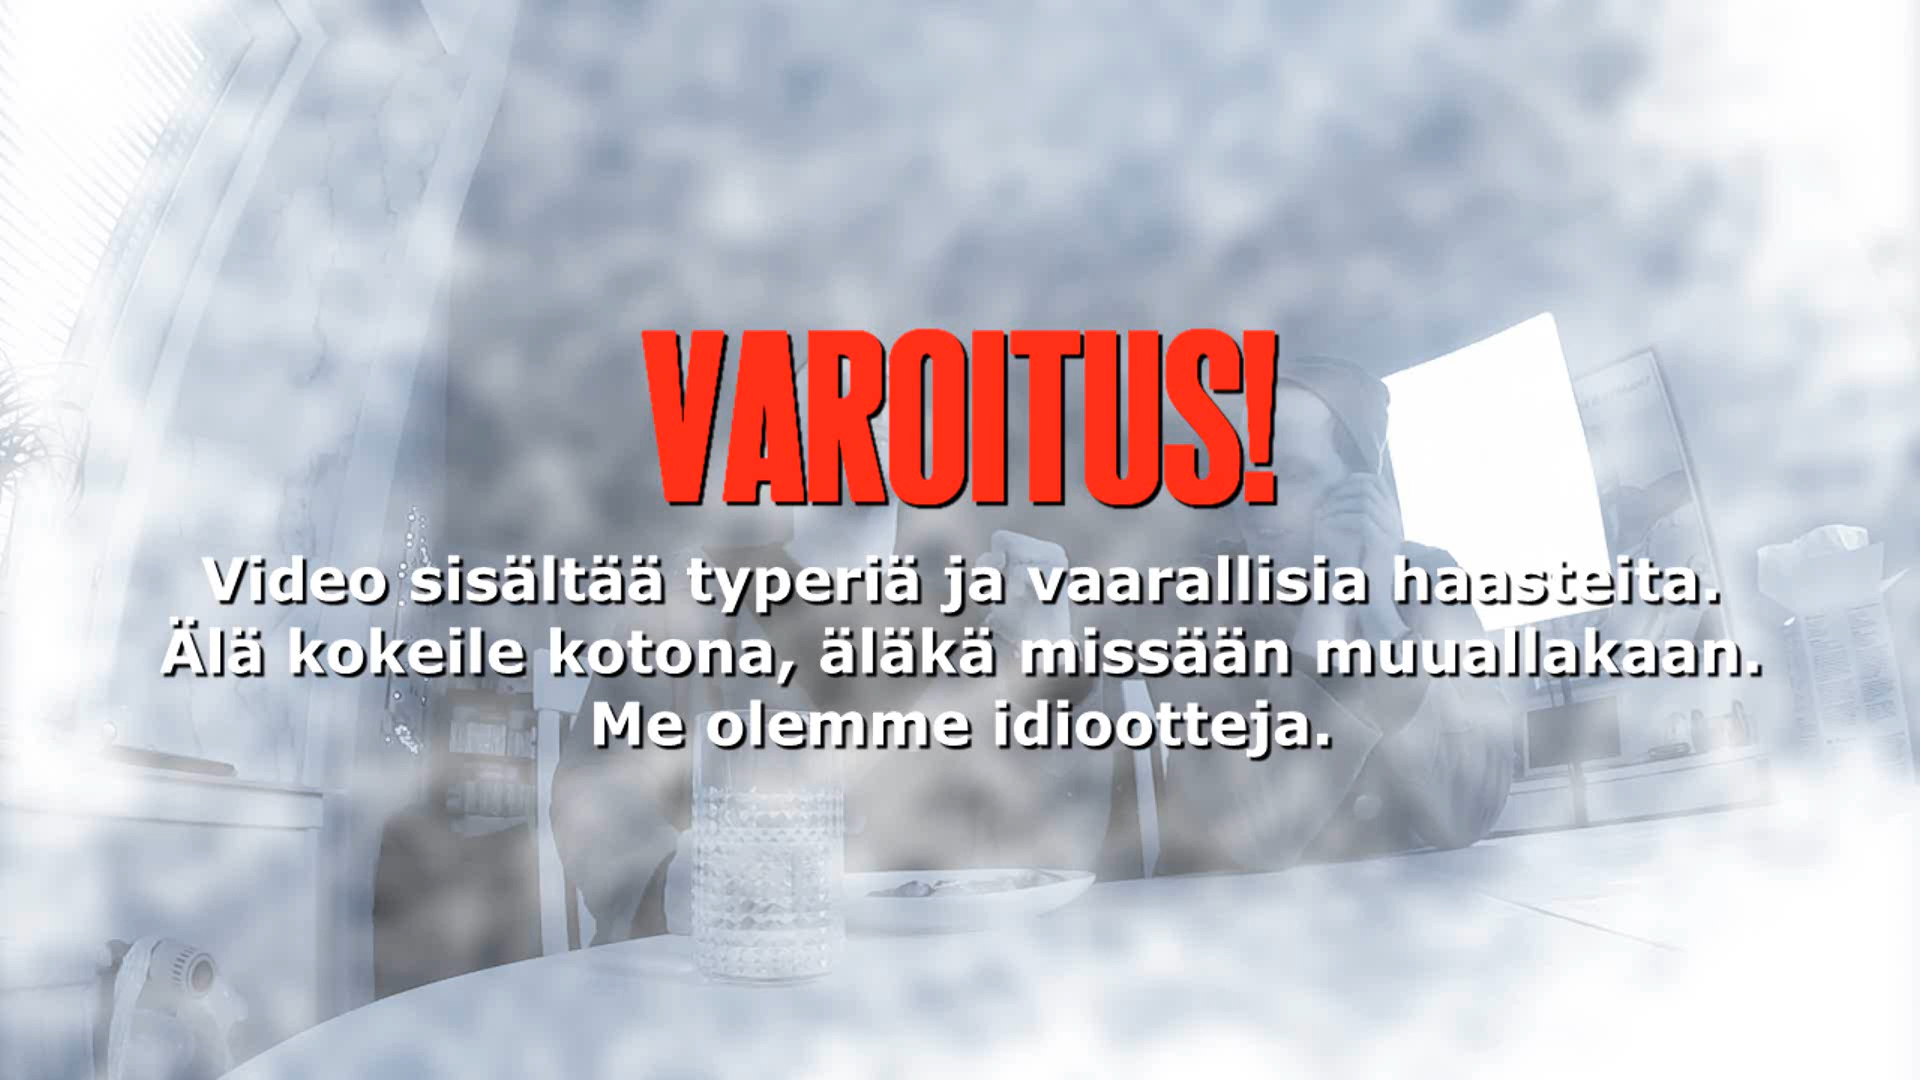 VAROITUS!
Video sisältää typeriä ja vaarallisia haasteita.
Älä kokeile kotona, äläkä missään muuallakaan.
Me olemme idiootteja.